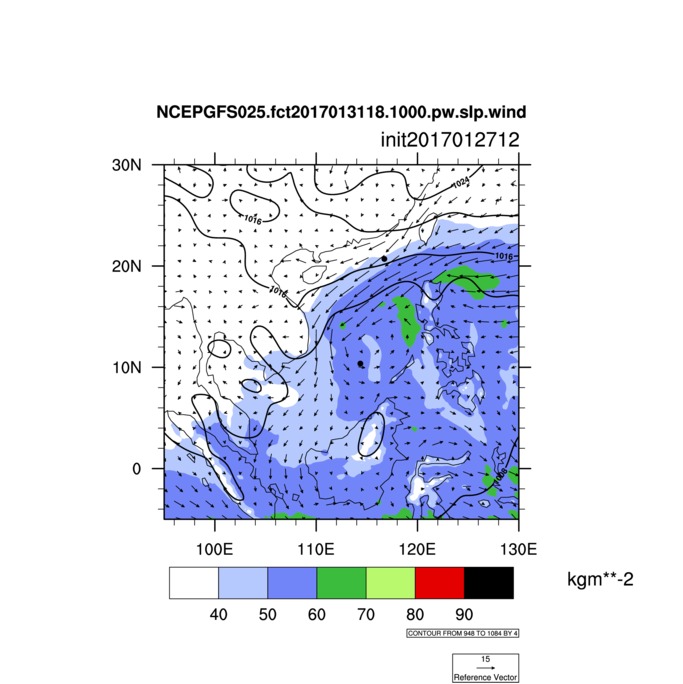 NCEPGFS025.fct2017013118.1000.pw.slp.wind
init2017012712
30N
20N
10N
0
1024
1016
1016
1016
1008
100E 110E 120E 130E
40 50 60 70 80 90
kgm**-2
CONTOUR FROM 948 TO 1084 BY 4
15
Reference Vector